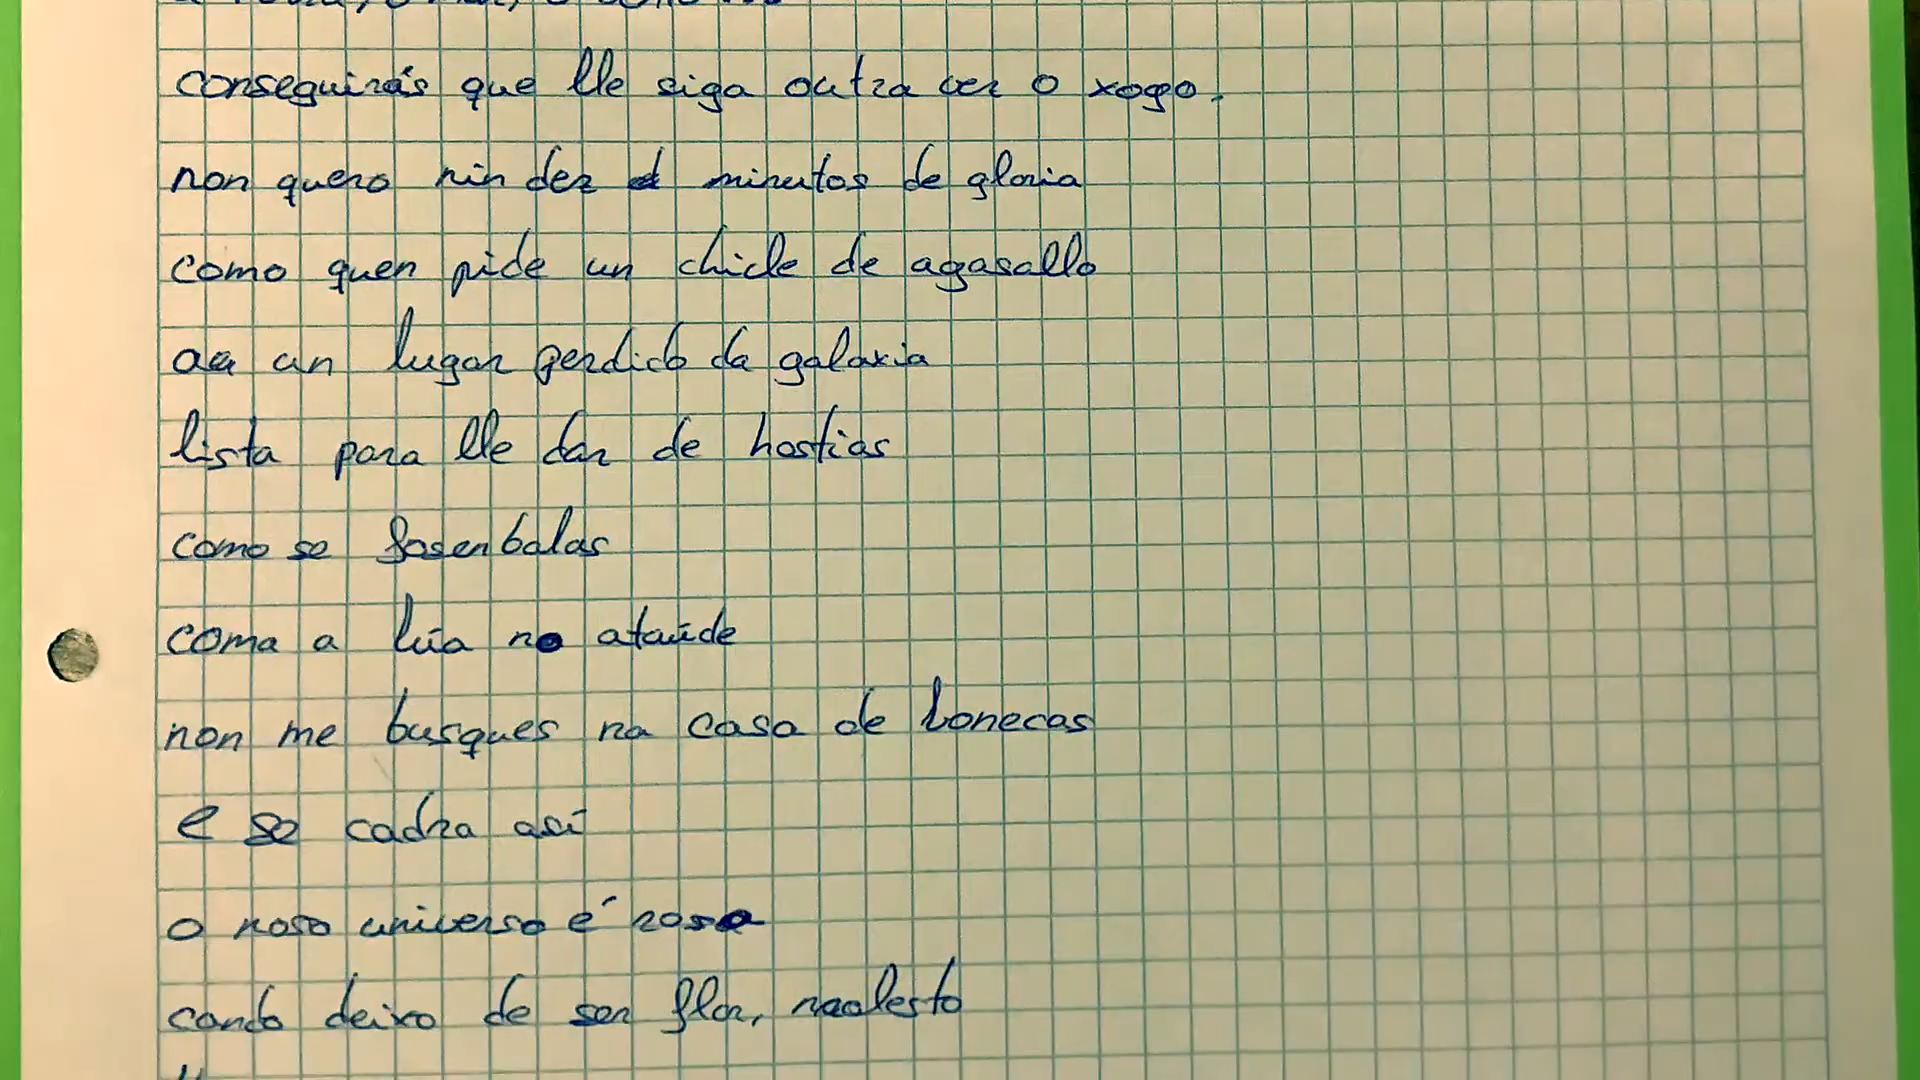 conseguirás que lle siga outra vez o xogo.
non quero nin dez minutos de gloria
como quen pide un chicle de agasallo
an lugar perdido da galaxia
lista para lle dar de hostias
como se fosen balas
coma a lúa no ataúde
non me busques na casa de bonecas
e se cadra así
o noso universo é rosa
cando deixo de ser flor,